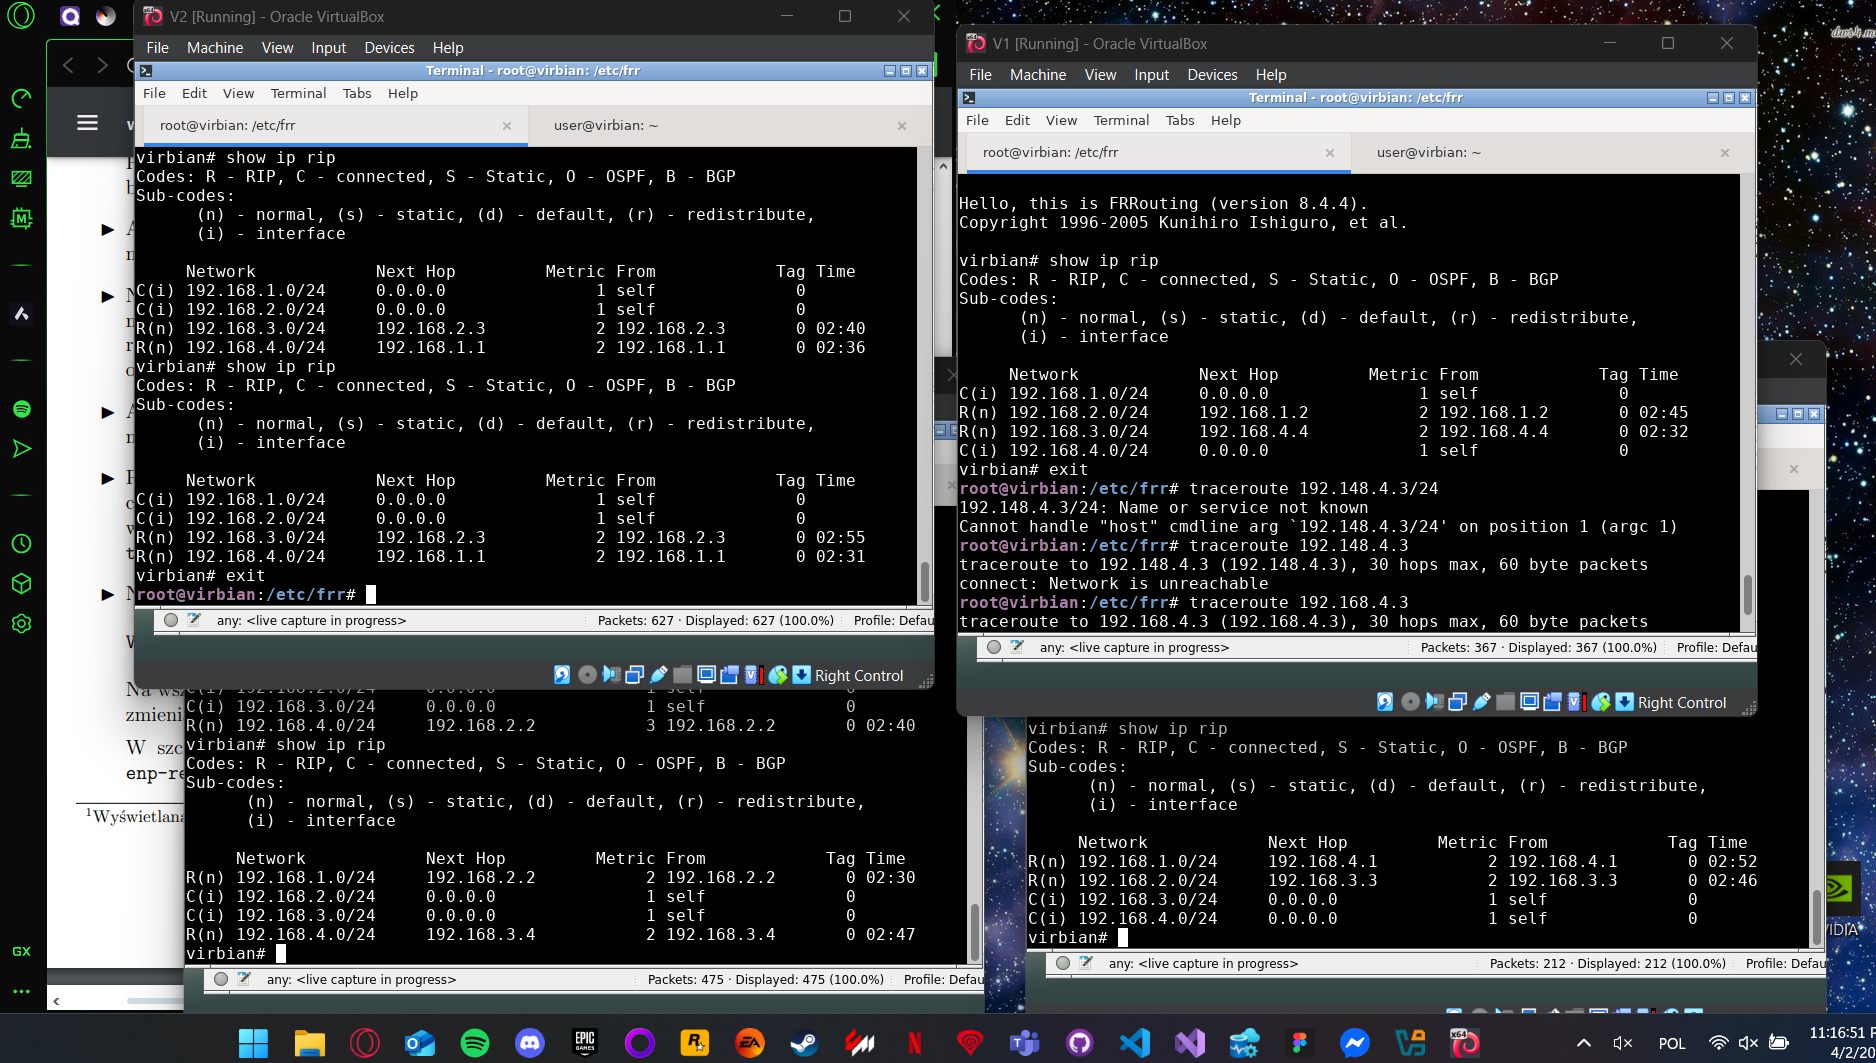 V2 [Running] - Oracle VirtualBox
File Machine View Input Devices Help
Terminal - root@virbian: /etc/frr
File Edit View Terminal Tabs Help
root@virbian: /etc/frr
user@virbian: ~
virbian# show ip rip
Codes: R - RIP, C - connected, S - Static, O - OSPF, B - BGP
Sub-codes:
(n) - normal, (s) - static, (d) - default, (r) - redistribute,
(i) - interface
Network Next Hop Metric From Tag Time
C(i) 192.168.1.0/24 0.0.0.0 1 self 0
C(i) 192.168.2.0/24 0.0.0.0 1 self 0
R(n) 192.168.3.0/24 192.168.2.3 2 192.168.2.3 0 02:40
R(n) 192.168.4.0/24 192.168.1.1 2 192.168.1.1 0 02:36
virbian# show ip rip
Codes: R - RIP, C - connected, S - Static, O - OSPF, B - BGP
Sub-codes:
(n) - normal, (s) - static, (d) - default, (r) - redistribute,
(i) - interface
Network Next Hop Metric From Tag Time
C(i) 192.168.1.0/24 0.0.0.0 1 self 0
C(i) 192.168.2.0/24 0.0.0.0 1 self 0
R(n) 192.168.3.0/24 192.168.2.3 2 192.168.2.3 0 02:55
R(n) 192.168.4.0/24 192.168.1.1 2 192.168.1.1 0 02:31
virbian# exit
root@virbian:/etc/frr#
any: <live capture in progress>
Packets: 627 · Displayed: 627 (100.0%)
Profile: Defau
Right Control
V1 [Running] - Oracle VirtualBox
File Machine View Input Devices Help
Terminal - root@virbian: /etc/frr
File Edit View Terminal Tabs Help
root@virbian: /etc/frr
user@virbian: ~
Hello, this is FRRouting (version 8.4.4).
Copyright 1996-2005 Kunihiro Ishiguro, et al.
virbian# show ip rip
Codes: R - RIP, C - connected, S - Static, O - OSPF, B - BGP
Sub-codes:
(n) - normal, (s) - static, (d) - default, (r) - redistribute,
(i) - interface
Network Next Hop Metric From Tag Time
C(i) 192.168.1.0/24 0.0.0.0 1 self 0
R(n) 192.168.2.0/24 192.168.1.2 2 192.168.1.2 0 02:45
R(n) 192.168.3.0/24 192.168.4.4 2 192.168.4.4 0 02:32
C(i) 192.168.4.0/24 0.0.0.0 1 self 0
virbian# exit
root@virbian:/etc/frr# traceroute 192.148.4.3/24
192.148.4.3/24: Name or service not known
Cannot handle "host" cmdline arg `192.148.4.3/24' on position 1 (argc 1)
root@virbian:/etc/frr# traceroute 192.148.4.3
traceroute to 192.148.4.3 (192.148.4.3), 30 hops max, 60 byte packets
connect: Network is unreachable
root@virbian:/etc/frr# traceroute 192.168.4.3
traceroute to 192.168.4.3 (192.168.4.3), 30 hops max, 60 byte packets
any: <live capture in progress>
Packets: 367 · Displayed: 367 (100.0%)
Profile: Defau
Right Control
Na wsz
zmieni
W szc
enp-re
1Wyświetlana
C(i) 192.168.2.0/24 0.0.0.0 1 self 0
C(i) 192.168.3.0/24 0.0.0.0 1 self 0
R(n) 192.168.4.0/24 192.168.2.2 3 192.168.2.2 0 02:40
virbian# show ip rip
Codes: R - RIP, C - connected, S - Static, O - OSPF, B - BGP
Sub-codes:
(n) - normal, (s) - static, (d) - default, (r) - redistribute,
(i) - interface
Network Next Hop Metric From Tag Time
R(n) 192.168.1.0/24 192.168.2.2 2 192.168.2.2 0 02:30
C(i) 192.168.2.0/24 0.0.0.0 1 self 0
C(i) 192.168.3.0/24 0.0.0.0 1 self 0
R(n) 192.168.4.0/24 192.168.3.4 2 192.168.3.4 0 02:47
virbian#
any: <live capture in progress>
Packets: 475 · Displayed: 475 (100.0%)
Profile: Defau
virbian# show ip rip
Codes: R - RIP, C - connected, S - Static, O - OSPF, B - BGP
Sub-codes:
(n) - normal, (s) - static, (d) - default, (r) - redistribute,
(i) - interface
Network Next Hop Metric From Tag Time
R(n) 192.168.1.0/24 192.168.4.1 2 192.168.4.1 0 02:52
R(n) 192.168.2.0/24 192.168.3.3 2 192.168.3.3 0 02:46
C(i) 192.168.3.0/24 0.0.0.0 1 self 0
C(i) 192.168.4.0/24 0.0.0.0 1 self 0
virbian#
any: <live capture in progress>
Packets: 212 · Displayed: 212 (100.0%)
Profile: Defau
VIDIA
GX
EPIC GAMES
EA
POL
11:16:51 P
4/2/20